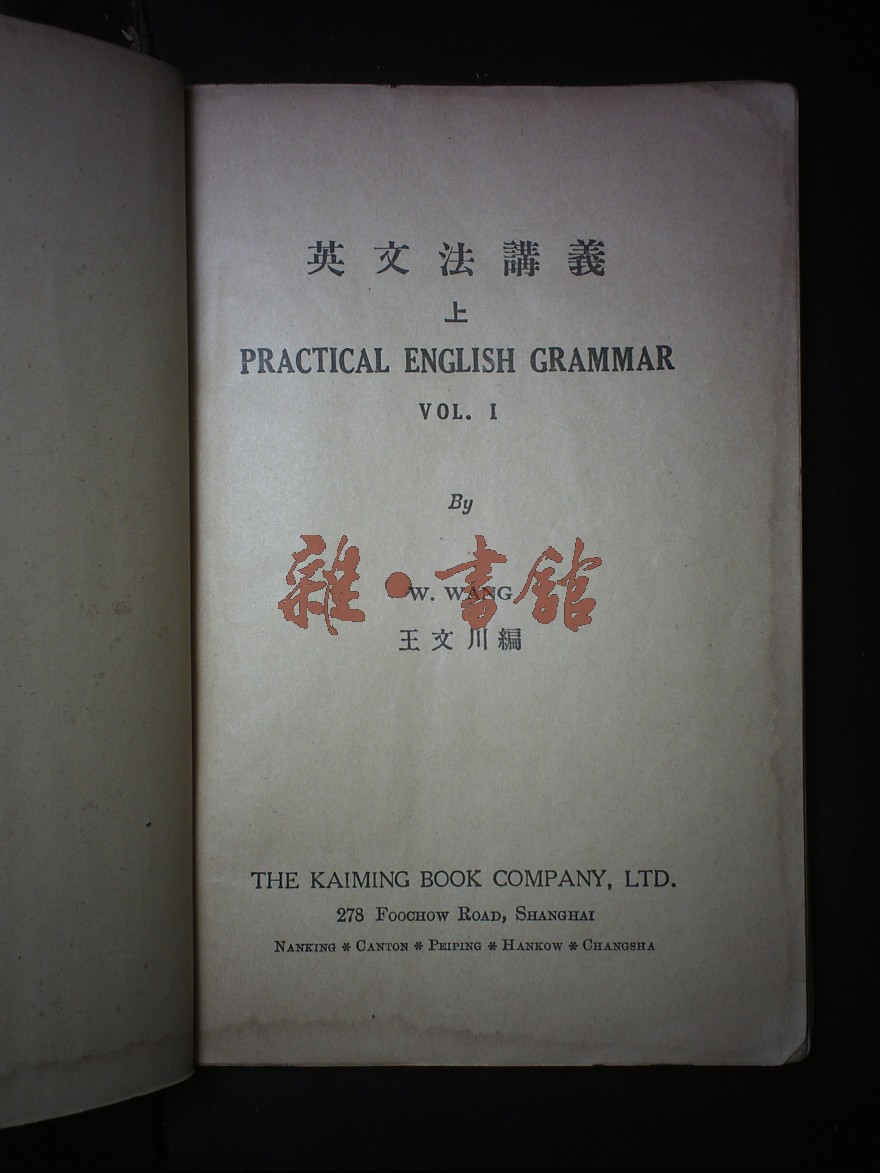 英文法講義
上
PRACTICAL ENGLISH GRAMMAR
VOL. I
By
雜·書館
W. WANG
王文川編
THE KAIMING BOOK COMPANY, LTD.
278 FOOCHOW ROAD, SHANGHAI
NANKING * CANTON * PEIPING * HANKOW * CHANGSHA